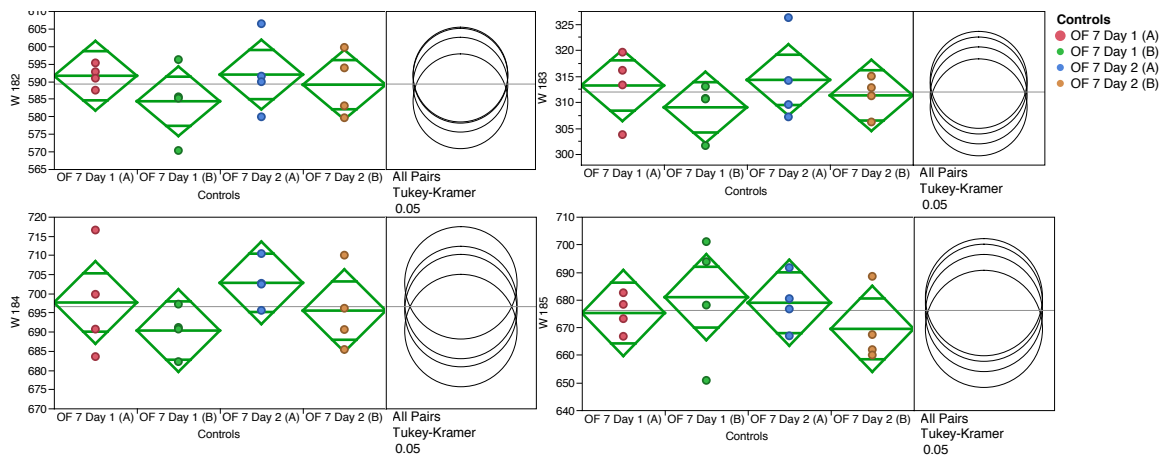 W 182
610
605
600
595
590
585
580
575
570
565
OF 7 Day 1 (A) OF 7 Day 1 (B) OF 7 Day 2 (A) OF 7 Day 2 (B)
Controls
All Pairs
Tukey-Kramer
0.05
W 183
325
320
315
310
305
300
OF 7 Day 1 (A) OF 7 Day 1 (B) OF 7 Day 2 (A) OF 7 Day 2 (B)
Controls
All Pairs
Tukey-Kramer
0.05
Controls
OF 7 Day 1 (A)
OF 7 Day 1 (B)
OF 7 Day 2 (A)
OF 7 Day 2 (B)
W 184
720
715
710
705
700
695
690
685
680
675
670
OF 7 Day 1 (A) OF 7 Day 1 (B) OF 7 Day 2 (A) OF 7 Day 2 (B)
Controls
All Pairs
Tukey-Kramer
0.05
W 185
710
700
690
680
670
660
650
640
OF 7 Day 1 (A) OF 7 Day 1 (B) OF 7 Day 2 (A) OF 7 Day 2 (B)
Controls
All Pairs
Tukey-Kramer
0.05